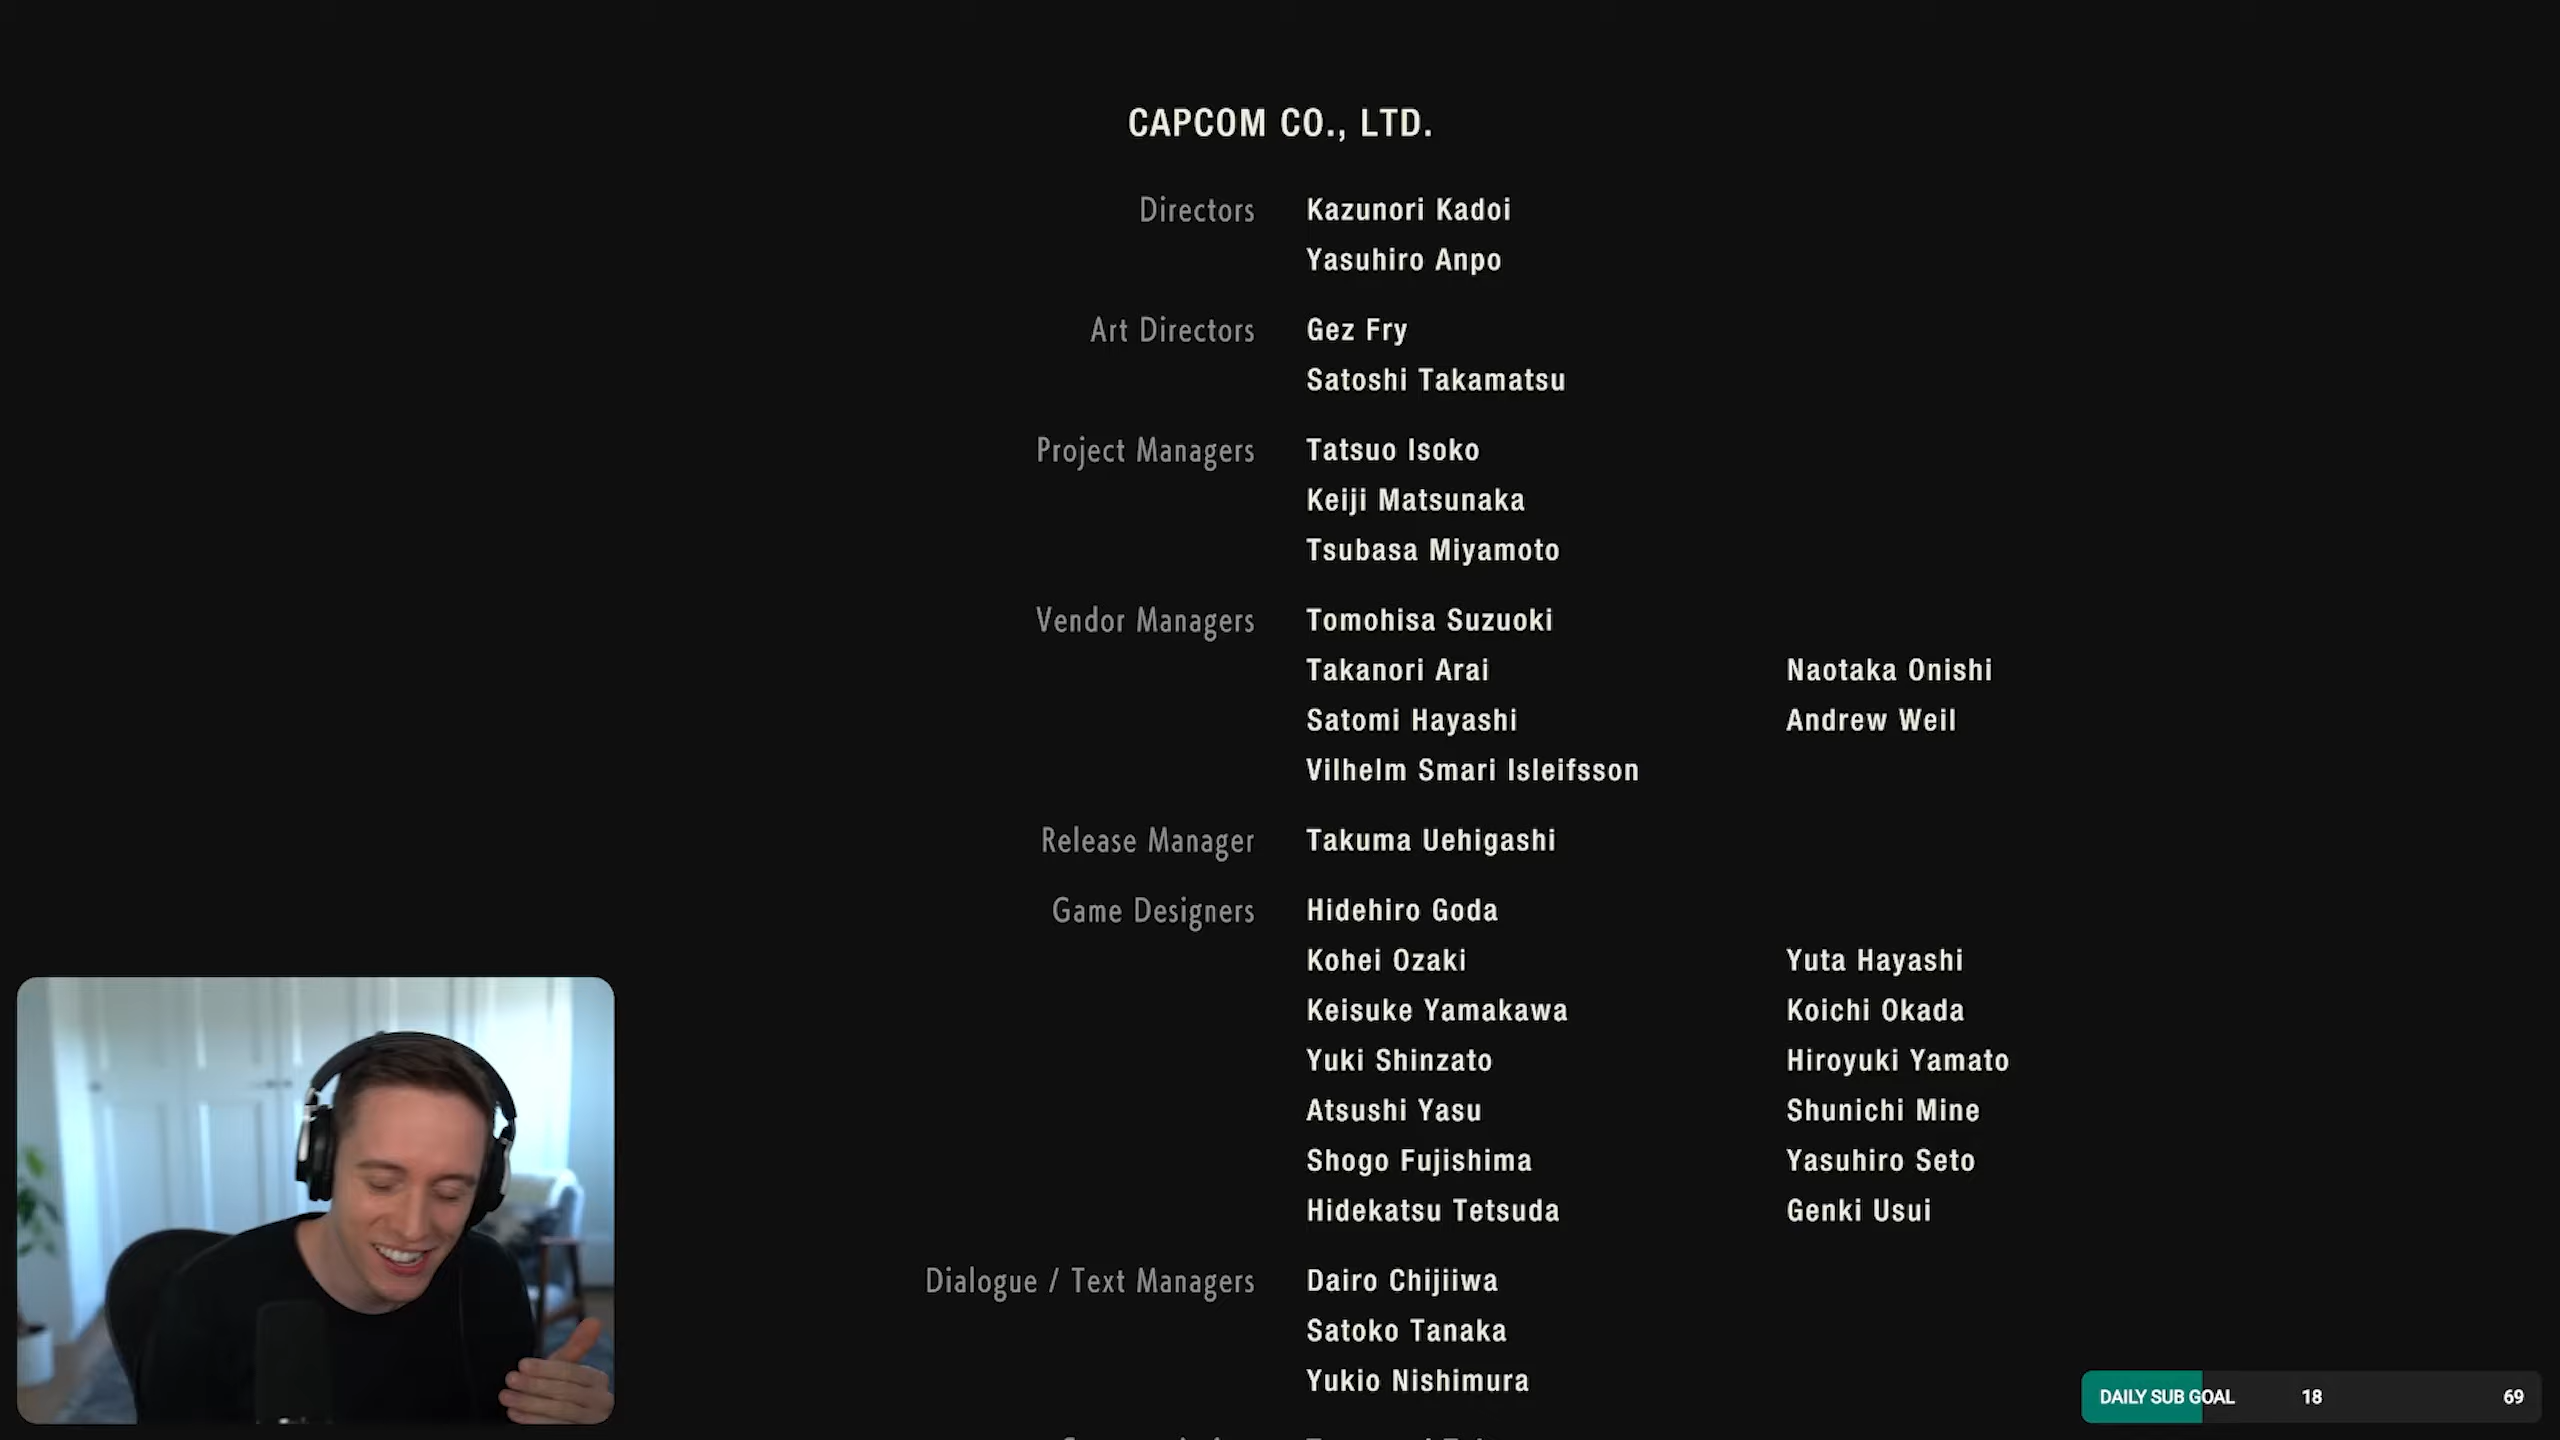 CAPCOM CO., LTD.
Directors Kazunori Kadoi
Yasuhiro Anpo
Art Directors Gez Fry
Satoshi Takamatsu
Project Managers Tatsuo Isoko
Keiji Matsunaka
Tsubasa Miyamoto
Vendor Managers Tomohisa Suzuoki
Takanori Arai Naotaka Onishi
Satomi Hayashi Andrew Weil
Vilhelm Smari Isleifsson
Release Manager Takuma Uehigashi
Game Designers Hidehiro Goda
Kohei Ozaki Yuta Hayashi
Keisuke Yamakawa Koichi Okada
Yuki Shinzato Hiroyuki Yamato
Atsushi Yasu Shunichi Mine
Shogo Fujishima Yasuhiro Seto
Hidekatsu Tetsuda Genki Usui
Dialogue / Text Managers Dairo Chijiiwa
Satoko Tanaka
Yukio Nishimura
DAILY SUB GOAL 18 69